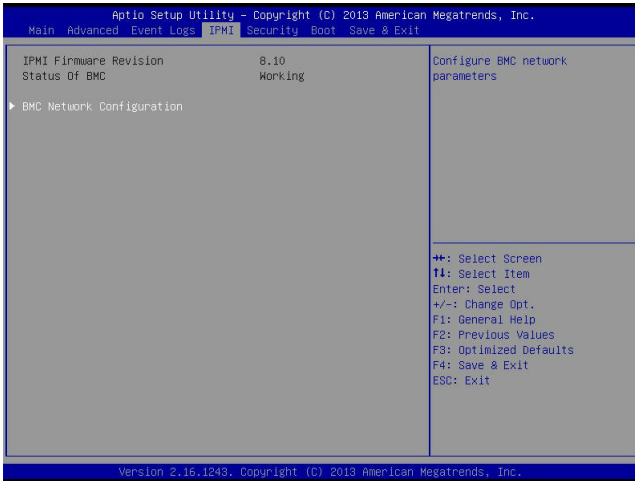 Aptio Setup Utility – Copyright (C) 2013 American Megatrends, Inc.
Main Advanced Event Logs IPMI Security Boot Save & Exit
IPMI Firmware Revision 8.10
Status Of BMC Working
▶ BMC Network Configuration
Configure BMC network
parameters
→←: Select Screen
↑↓: Select Item
Enter: Select
+/-: Change Opt.
F1: General Help
F2: Previous Values
F3: Optimized Defaults
F4: Save & Exit
ESC: Exit
Version 2.16.1243. Copyright (C) 2013 American Megatrends, Inc.